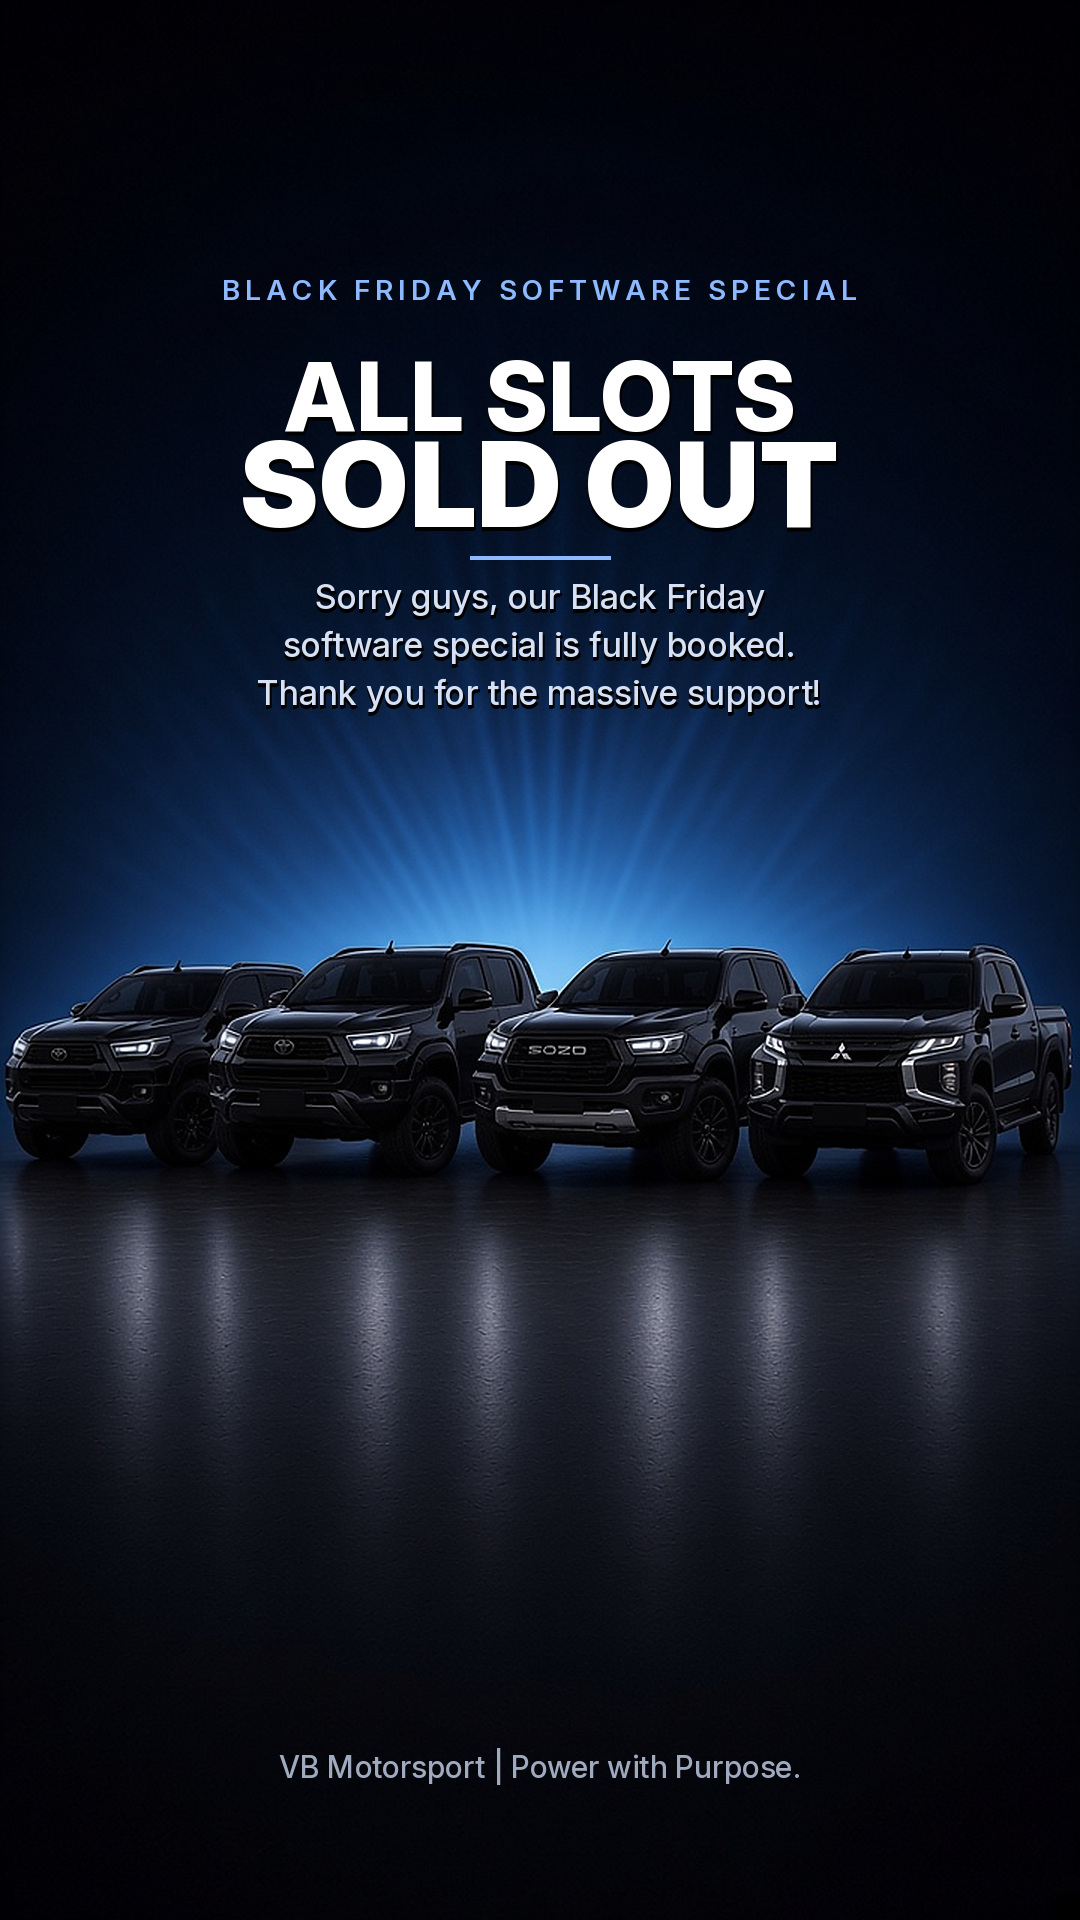 BLACK FRIDAY SOFTWARE SPECIAL
ALL SLOTS
SOLD OUT
Sorry guys, our Black Friday
software special is fully booked.
Thank you for the massive support!
SOZO
VB Motorsport | Power with Purpose.